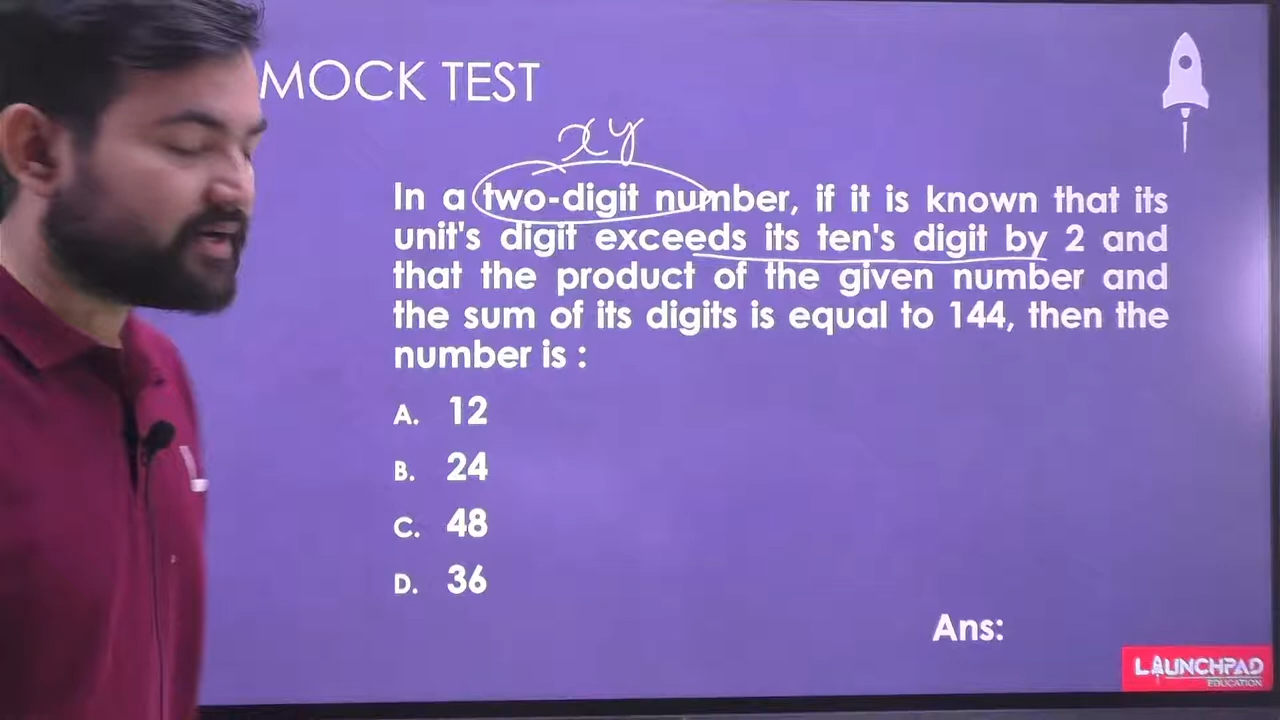 MOCK TEST
xy
In a two-digit number, if it is known that its
unit's digit exceeds its ten's digit by 2 and
that the product of the given number and
the sum of its digits is equal to 144, then the
number is :
A. 12
B. 24
C. 48
D. 36
Ans:
LAUNCHPAD
EDUCATION